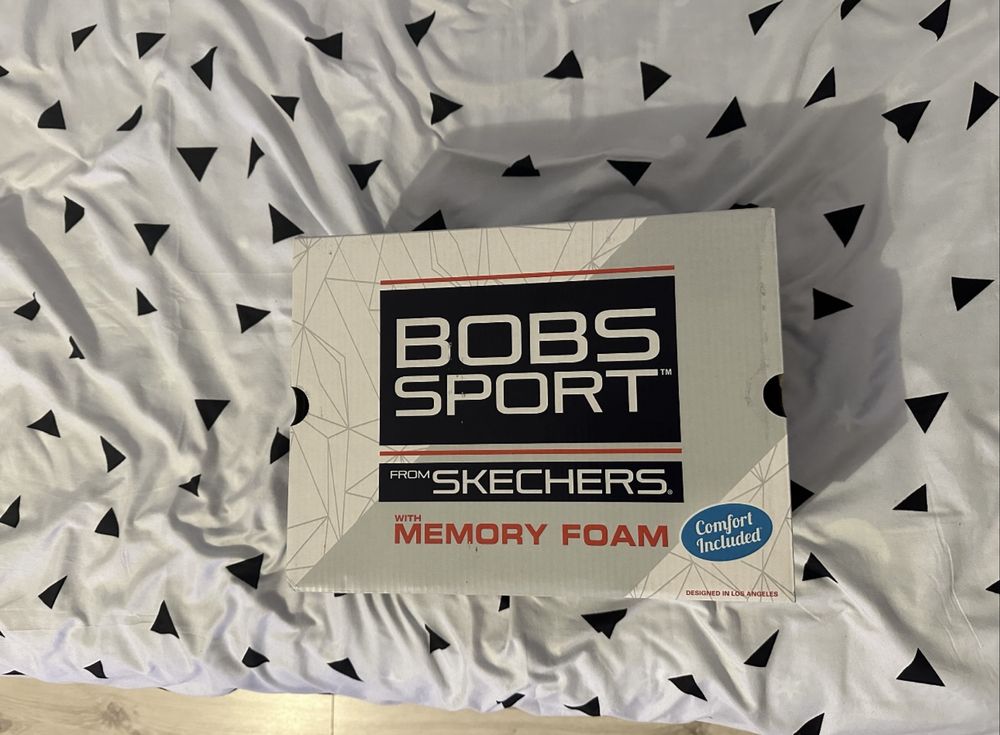 BOBS
SPORT™
FROM SKECHERS®
WITH
MEMORY FOAM
Comfort
Included
DESIGNED IN LOS ANGELES